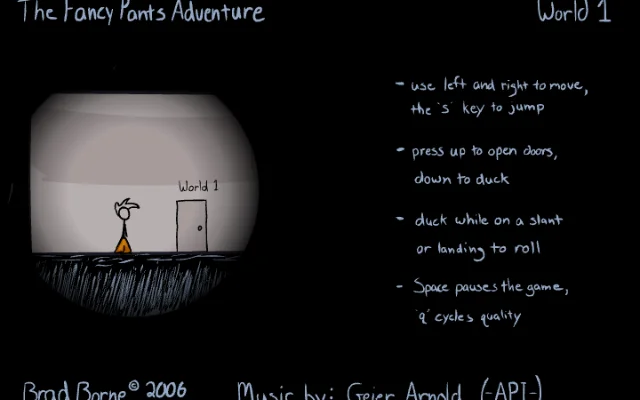 The Fancy Pants Adventure
World 1
- use left and right to move,
the 's' key to jump
- press up to open doors,
down to duck
World 1
- duck while on a slant
or landing to roll
- Space pauses the game,
'q' cycles quality
Brad Borne © 2006
Music by: Geier Arnold (-API-)